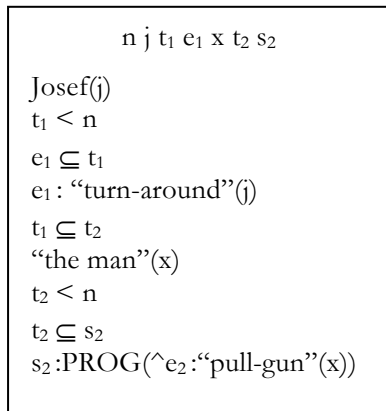 n j t₁ e₁ x t₂ s₂
Josef(j)
t₁ < n
e₁ ⊆ t₁
e₁ : “turn-around”(j)
t₁ ⊆ t₂
“the man”(x)
t₂ < n
t₂ ⊆ s₂
s₂ :PROG(^e₂ :“pull-gun”(x))